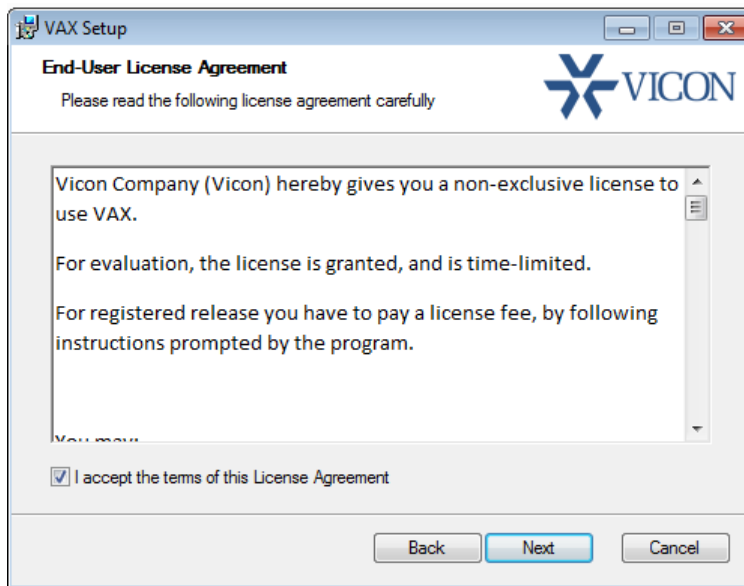 VAX Setup
End-User License Agreement
Please read the following license agreement carefully
VICON
Vicon Company (Vicon) hereby gives you a non-exclusive license to
use VAX.
For evaluation, the license is granted, and is time-limited.
For registered release you have to pay a license fee, by following
instructions prompted by the program.
You may:
I accept the terms of this License Agreement
Back
Next
Cancel